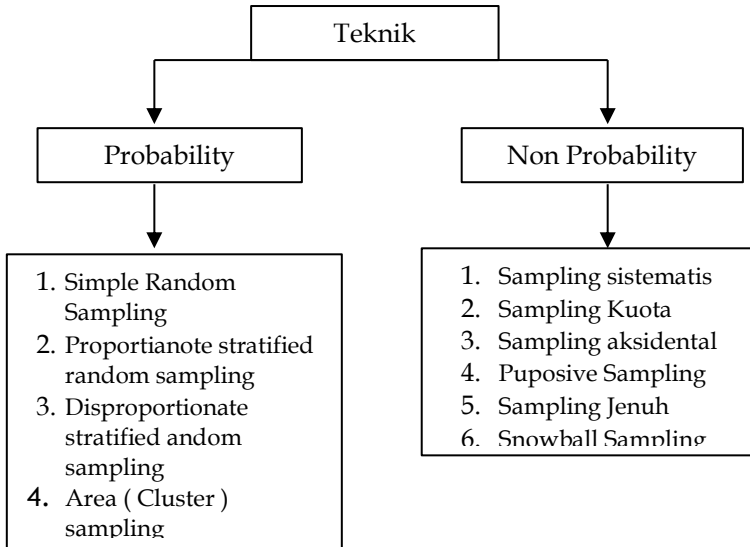 Teknik
Probability
Non Probability
1. Simple Random
Sampling
2. Proportianote stratified
random sampling
3. Disproportionate
stratified andom
sampling
4. Area ( Cluster )
sampling
1. Sampling sistematis
2. Sampling Kuota
3. Sampling aksidental
4. Puposive Sampling
5. Sampling Jenuh
6. Snowball Sampling